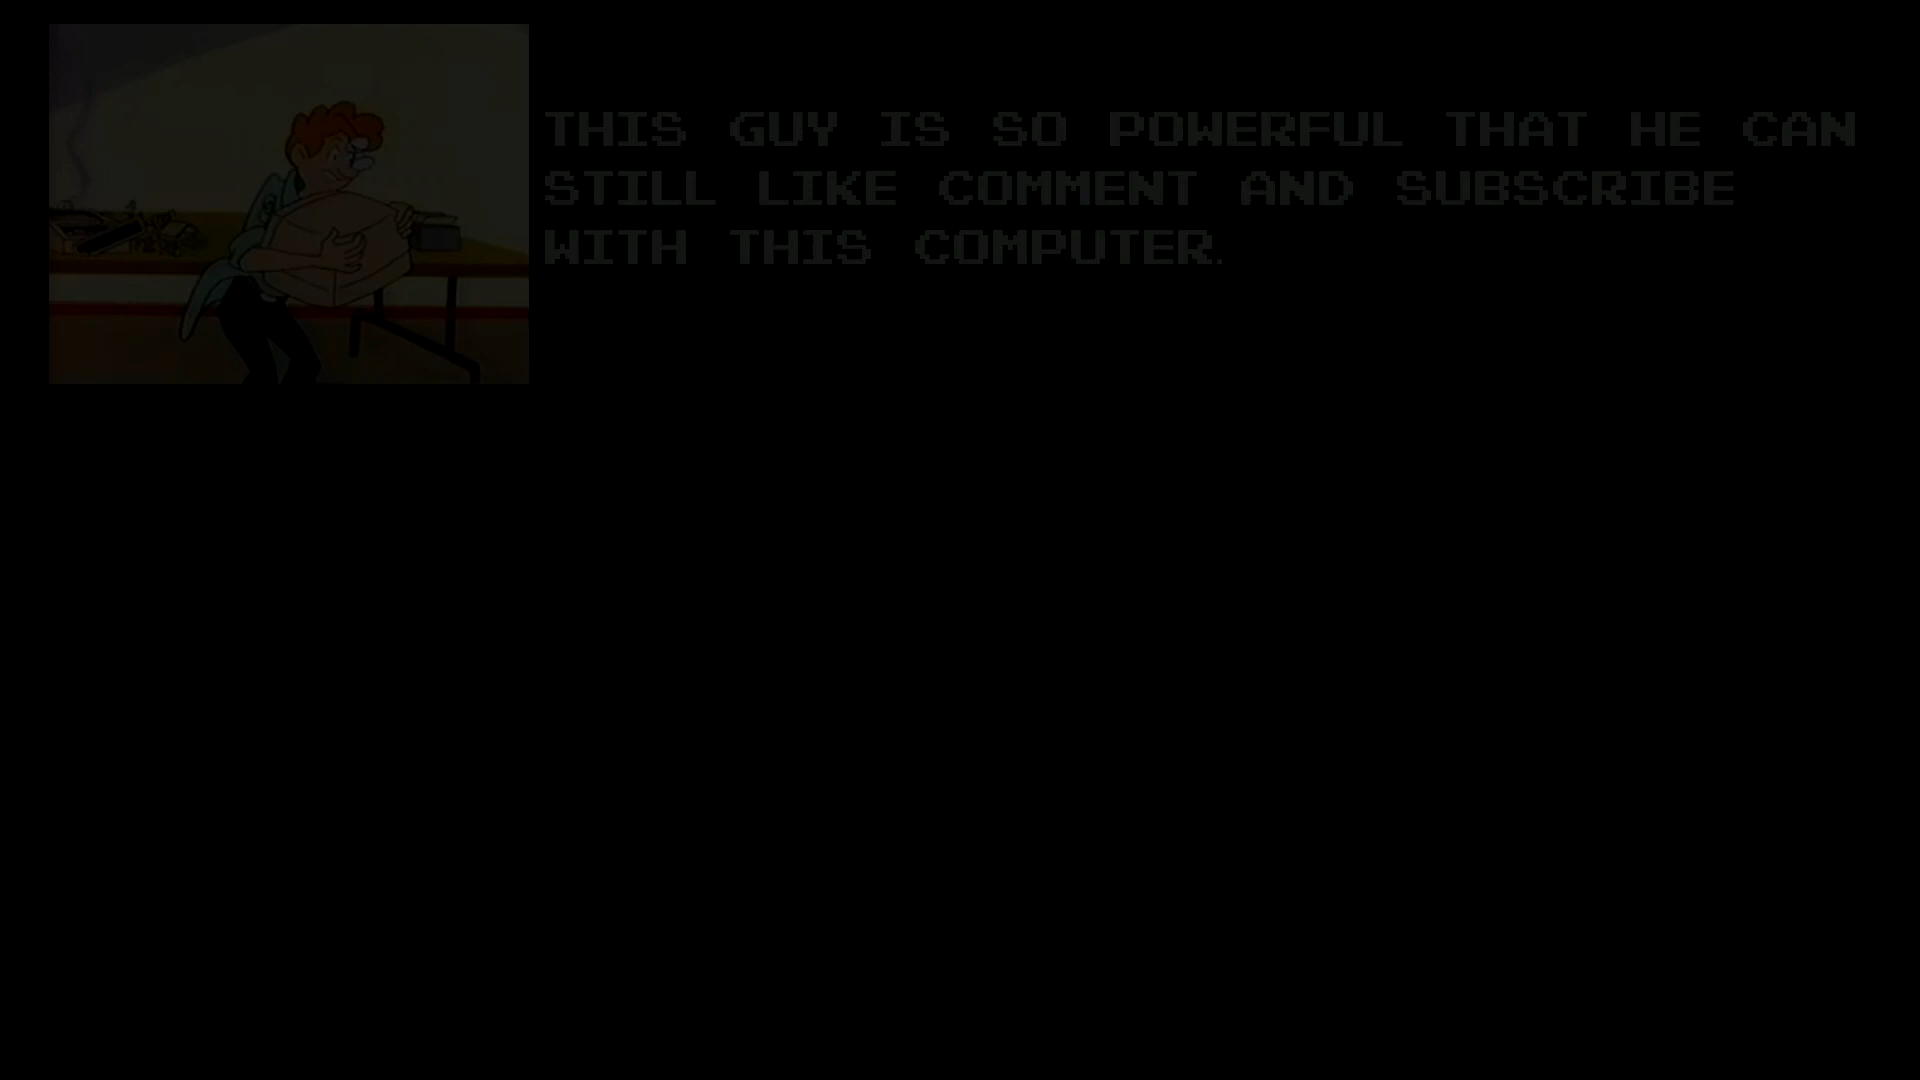 THIS GUY IS SO POWERFUL THAT HE CAN
STILL LIKE COMMENT AND SUBSCRIBE
WITH THIS COMPUTER.